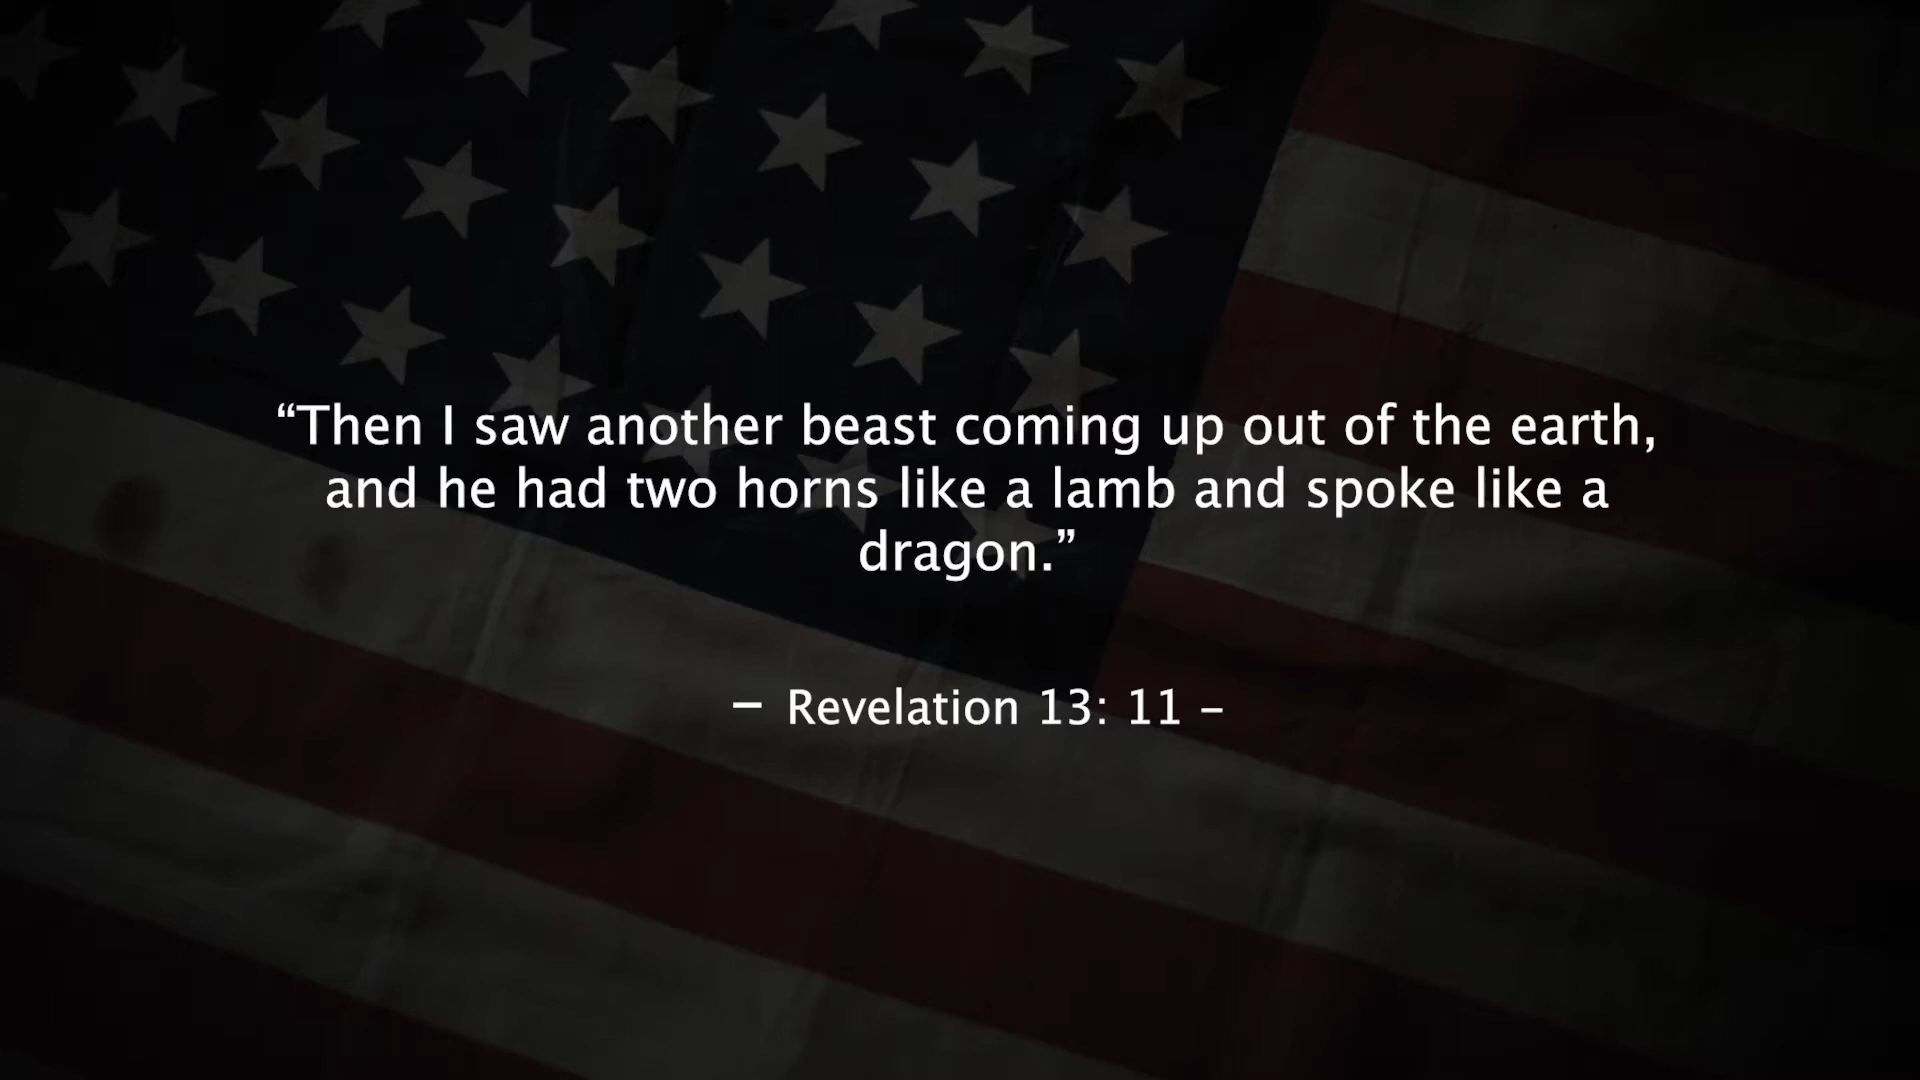 “Then I saw another beast coming up out of the earth,
and he had two horns like a lamb and spoke like a
dragon.”
– Revelation 13: 11 –